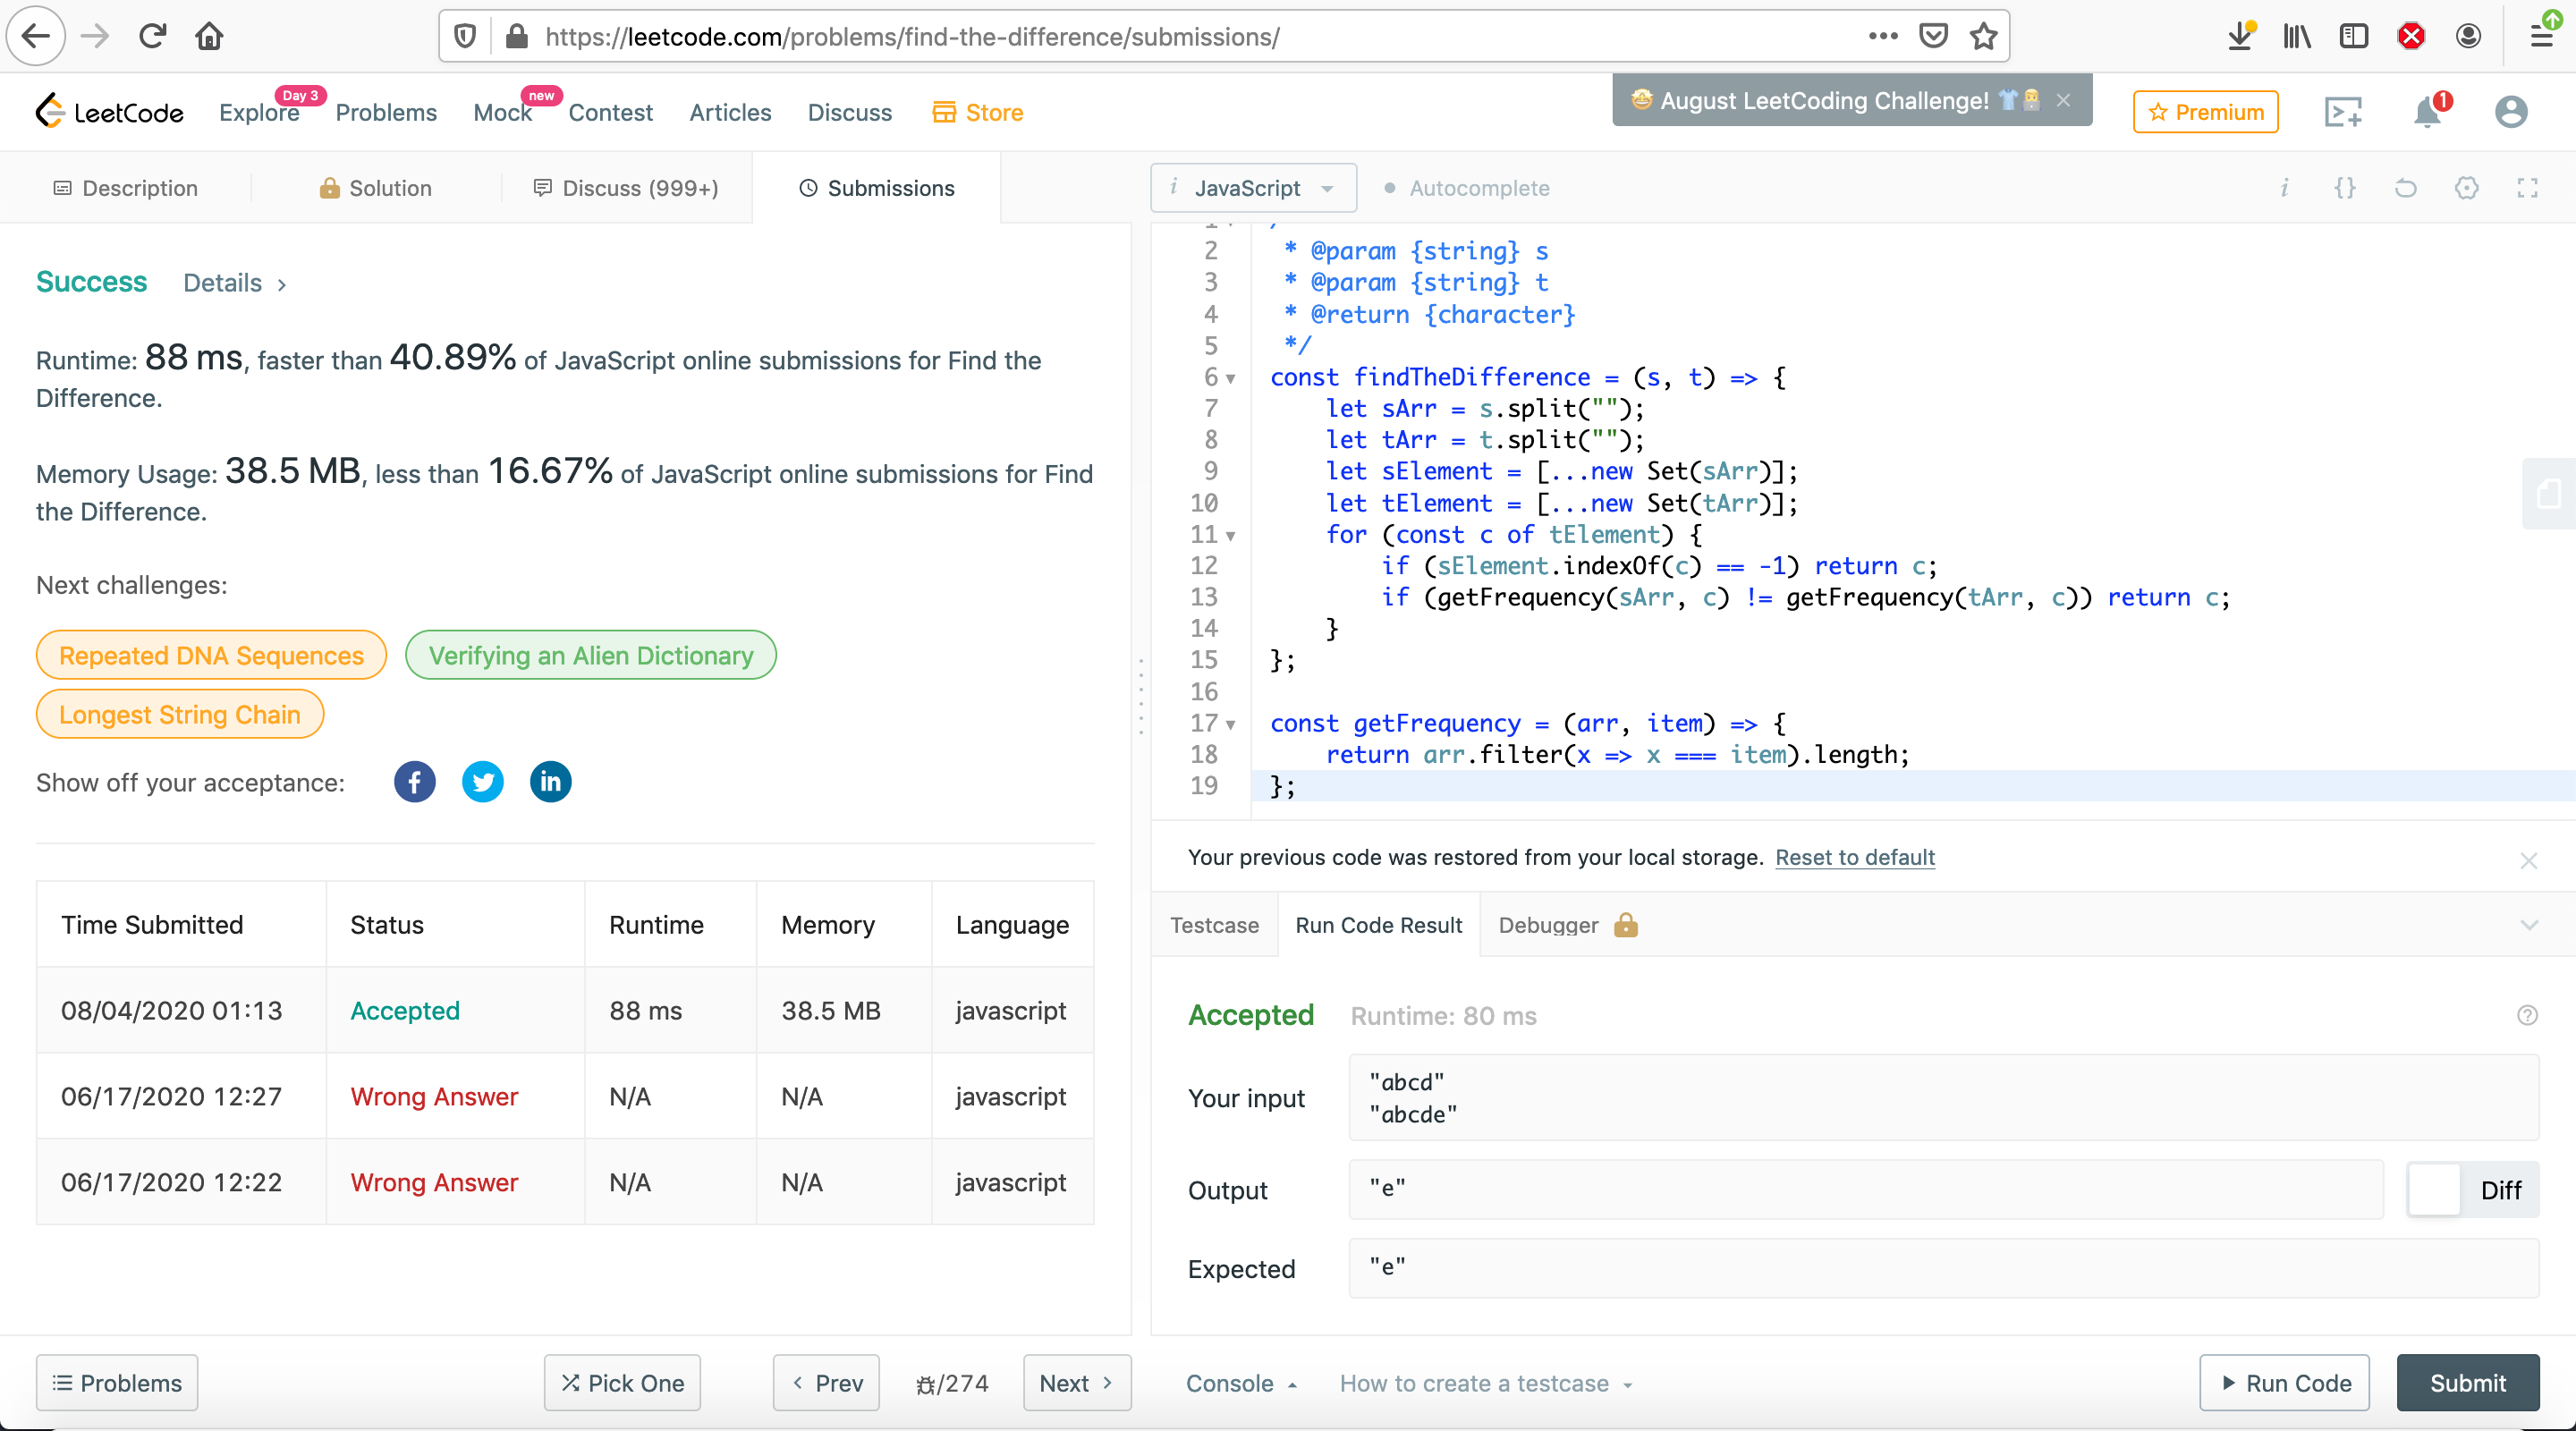 https://leetcode.com/problems/find-the-difference/submissions/
LeetCode
Explore
Day 3
Problems
Mock
new
Contest
Articles
Discuss
Store
🤩 August LeetCoding Challenge! 👕
Premium
1
Description
Solution
Discuss (999+)
Submissions
i JavaScript
Autocomplete
i {}
Success Details >
Runtime: 88 ms, faster than 40.89% of JavaScript online submissions for Find the
Difference.
Memory Usage: 38.5 MB, less than 16.67% of JavaScript online submissions for Find
the Difference.
Next challenges:
Repeated DNA Sequences
Verifying an Alien Dictionary
Longest String Chain
Show off your acceptance:
Time Submitted Status Runtime Memory Language
08/04/2020 01:13 Accepted 88 ms 38.5 MB javascript
06/17/2020 12:27 Wrong Answer N/A N/A javascript
06/17/2020 12:22 Wrong Answer N/A N/A javascript
Problems
Pick One
< Prev
/274
Next >
2 * @param {string} s
3 * @param {string} t
4 * @return {character}
5 */
6 const findTheDifference = (s, t) => {
7 let sArr = s.split("");
8 let tArr = t.split("");
9 let sElement = [...new Set(sArr)];
10 let tElement = [...new Set(tArr)];
11 for (const c of tElement) {
12 if (sElement.indexOf(c) == -1) return c;
13 if (getFrequency(sArr, c) != getFrequency(tArr, c)) return c;
14 }
15 };
16
17 const getFrequency = (arr, item) => {
18 return arr.filter(x => x === item).length;
19 };
Your previous code was restored from your local storage. Reset to default
Testcase
Run Code Result
Debugger
Accepted Runtime: 80 ms
Your input
"abcd"
"abcde"
Output
"e"
Diff
Expected
"e"
Console
How to create a testcase
Run Code
Submit